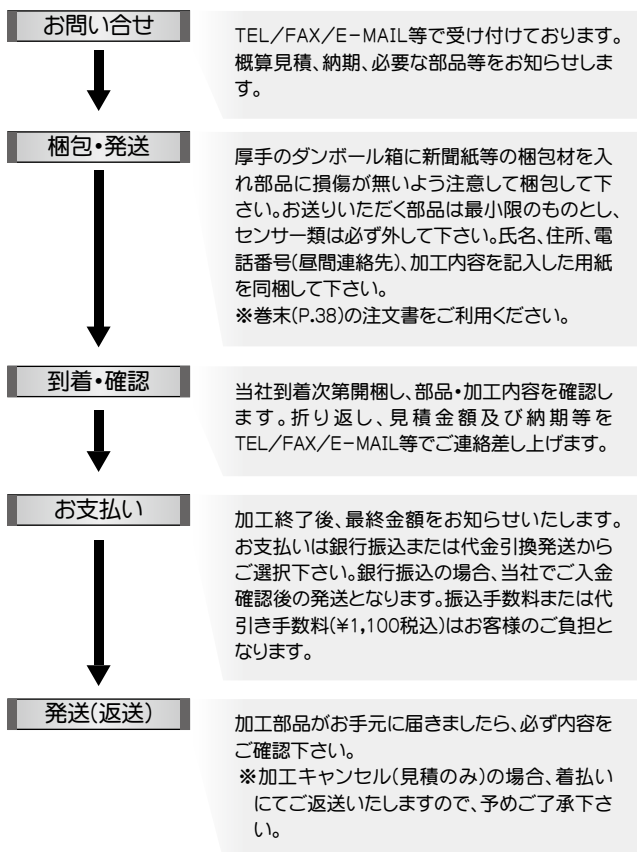 お問い合せ
TEL/FAX/E-MAIL等で受け付けております。
概算見積、納期、必要な部品等をお知らせしま
す。
梱包・発送
厚手のダンボール箱に新聞紙等の梱包材を入
れ部品に損傷が無いよう注意して梱包して下
さい。お送りいただく部品は最小限のものとし、
センサー類は必ず外して下さい。氏名、住所、電
話番号(昼間連絡先)、加工内容を記入した用紙
を同梱して下さい。
※巻末(P.38)の注文書をご利用ください。
到着・確認
当社到着次第開梱し、部品・加工内容を確認し
ます。折り返し、見積金額及び納期等を
TEL/FAX/E-MAIL等でご連絡差し上げます。
お支払い
加工終了後、最終金額をお知らせいたします。
お支払いは銀行振込または代金引換発送から
ご選択下さい。銀行振込の場合、当社でご入金
確認後の発送となります。振込手数料または代
引き手数料(¥1,100税込)はお客様のご負担と
なります。
発送(返送)
加工部品がお手元に届きましたら、必ず内容を
ご確認下さい。
※加工キャンセル(見積のみ)の場合、着払い
にてご返送いたしますので、予めご了承下さ
い。